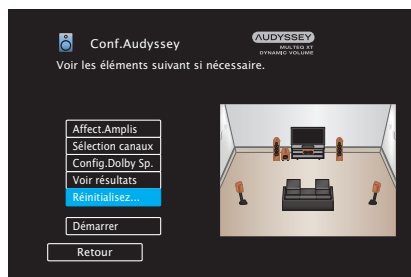 Conf.Audyssey
AUDYSSEY
MULTEQ XT
DYNAMIC VOLUME
Voir les éléments suivant si nécessaire.
Affect.Amplis
Sélection canaux
Config.Dolby Sp.
Voir résultats
Réinitialisez...
Démarrer
Retour